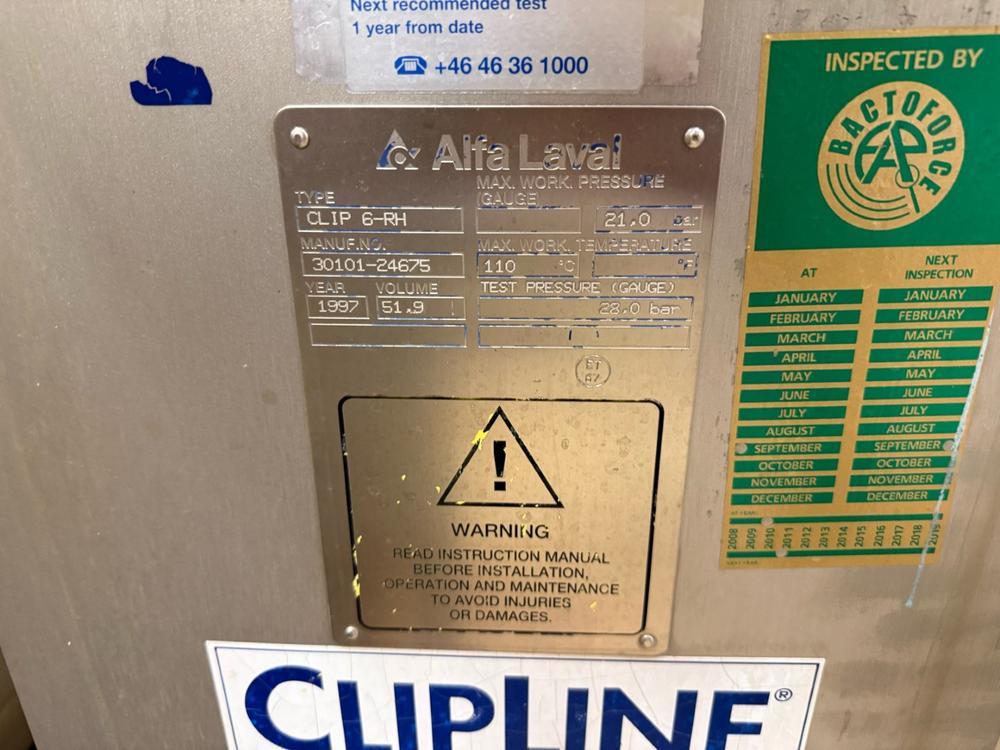 Next recommended test
1 year from date
☎ +46 46 36 1000
Alfa Laval
TYPE
CLIP 6-RH
MANUF.NO.
30101-24675
YEAR VOLUME
1997 51.9
MAX. WORK. PRESSURE
(GAUGE)
21.0 bar
MAX. WORK. TEMPERATURE
110 °C °F
TEST PRESSURE (GAUGE)
28.0 bar
!
WARNING
READ INSTRUCTION MANUAL
BEFORE INSTALLATION,
OPERATION AND MAINTENANCE
TO AVOID INJURIES
OR DAMAGES.
CLIPLINE®
INSPECTED BY
BACTOFORCE
AT
JANUARY
FEBRUARY
MARCH
APRIL
MAY
JUNE
JULY
AUGUST
SEPTEMBER
OCTOBER
NOVEMBER
DECEMBER
NEXT
INSPECTION
JANUARY
FEBRUARY
MARCH
APRIL
MAY
JUNE
JULY
AUGUST
SEPTEMBER
OCTOBER
NOVEMBER
DECEMBER
2008 2009 2010 2011 2012 2013 2014 2015 2016 2017 2018 2019